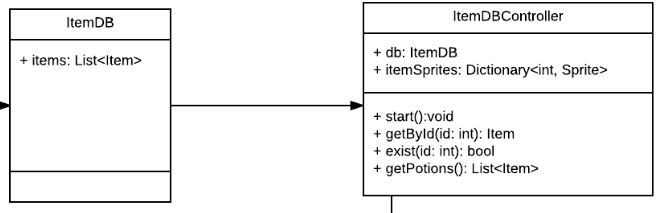 ItemDB
+ items: List<Item>
ItemDBController
+ db: ItemDB
+ itemSprites: Dictionary<int, Sprite>
+ start():void
+ getById(id: int): Item
+ exist(id: int): bool
+ getPotions(): List<Item>